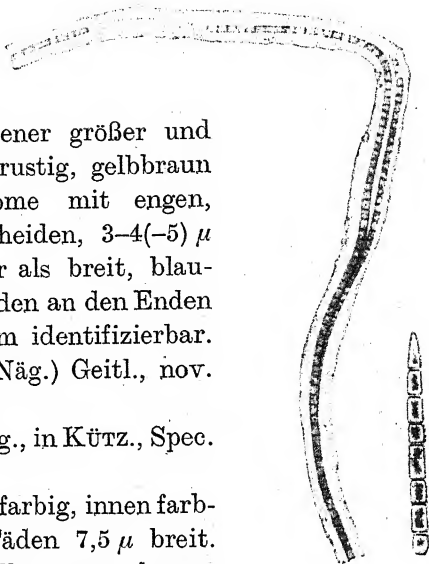 ener größer und
rustig, gelbbraun
ome mit engen,
heiden, 3–4(–5) μ
r als breit, blau-
den an den Enden
m identifizierbar.
Näg.) Geitl., nov.
g., in KÜTZ., Spec.
farbig, innen farb-
äden 7,5 μ breit.